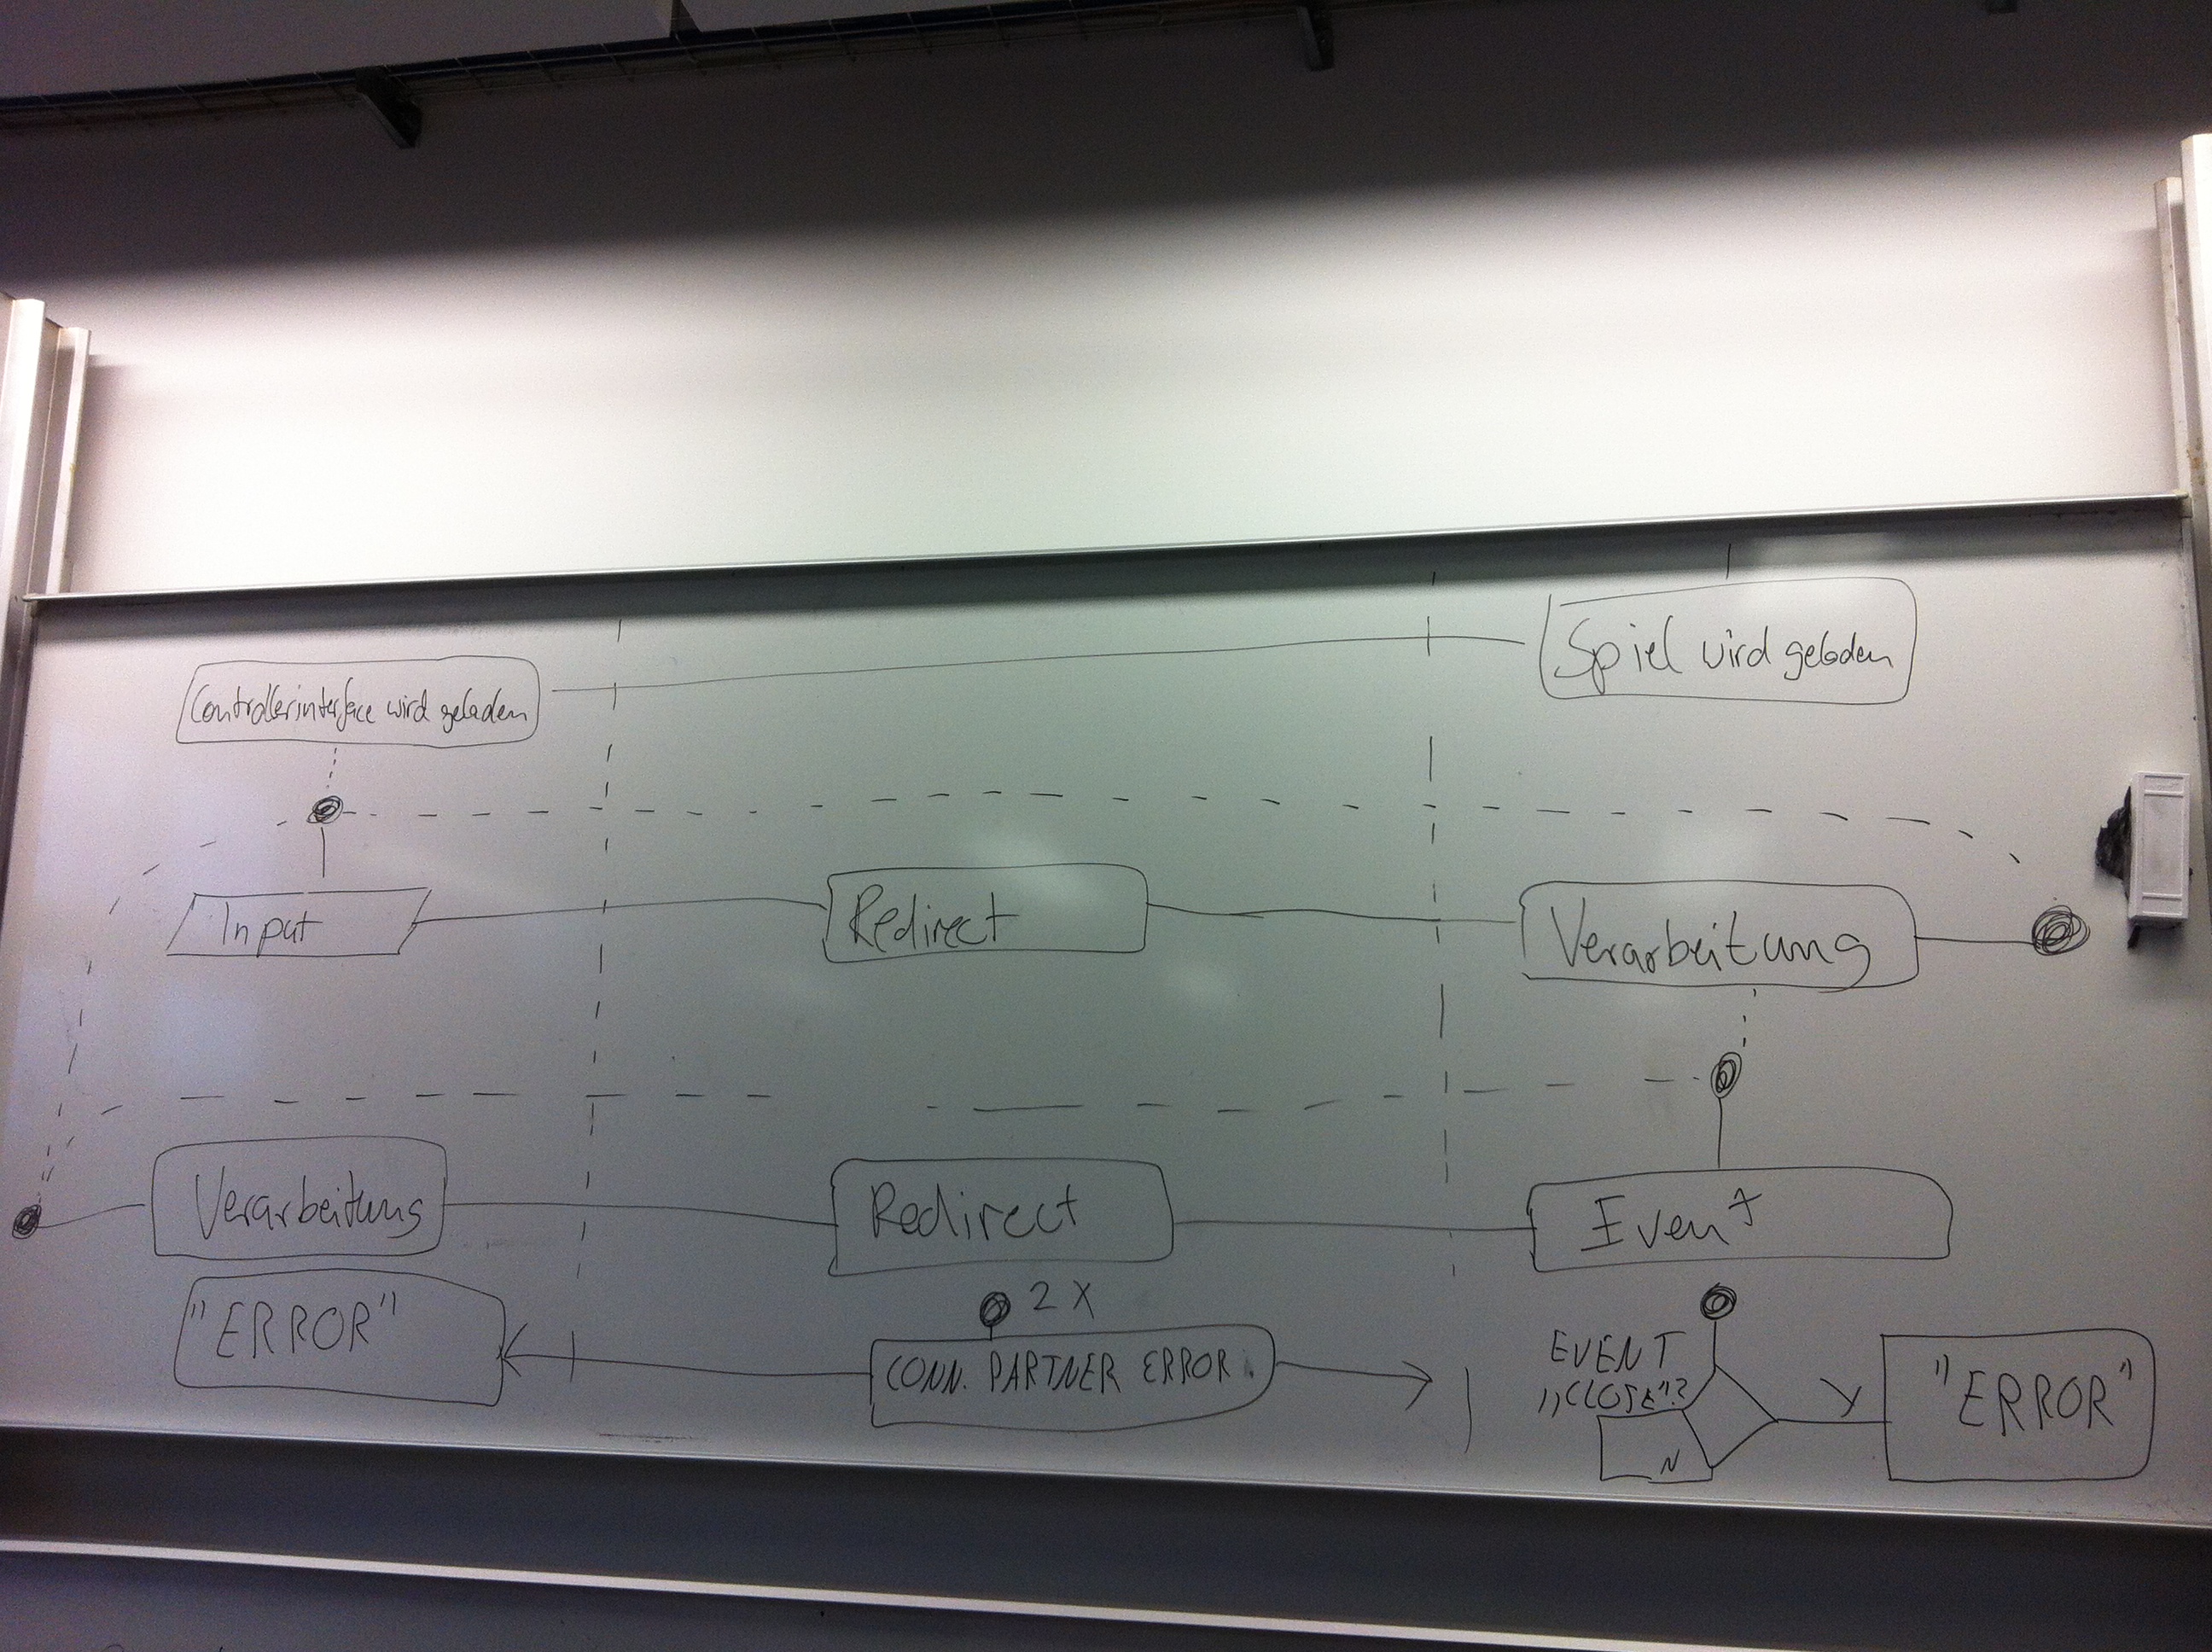 Spiel wird geladen
Controllerinterface wird geladen
Input
Redirect
Verarbeitung
Verarbeitung
Redirect
Event
"ERROR"
2 X
CONN. PARTNER ERROR
EVENT
„CLOSE"?
N
Y
"ERROR"